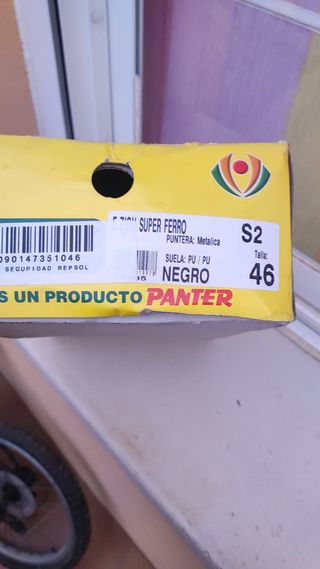 SUPER FERRO
PUNTERA: Metalica
S2
090147351046
SEGURIDAD REPSOL
SUELA: PU / PU
Talla:
NEGRO
46
S UN PRODUCTO PANTER